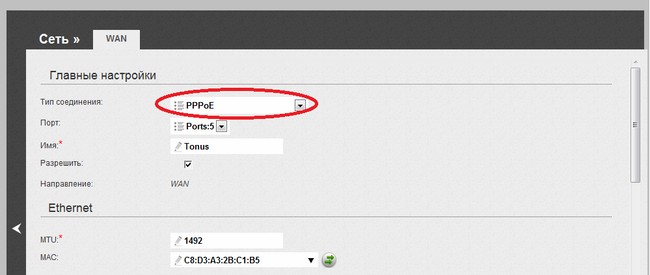 Сеть » WAN
Главные настройки
Тип соединения: PPPoE
Порт: Ports:5
Имя:* Tonus
Разрешить:
Направление: WAN
Ethernet
MTU:* 1492
MAC: C8:D3:A3:2B:C1:B5